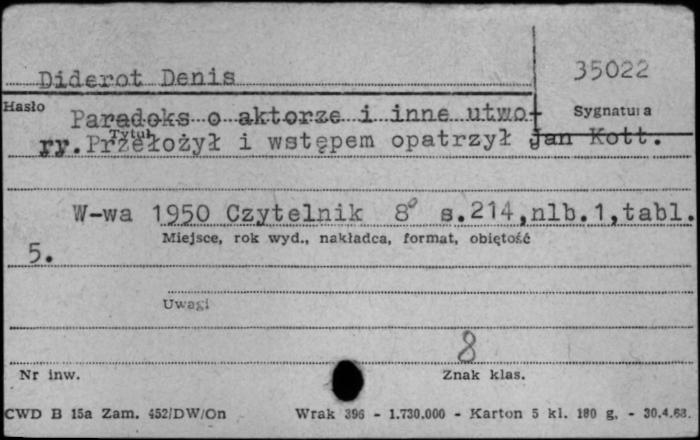 Diderot Denis
35022
Hasło
Paradoks o aktorze i inne utwo-
Sygnatura
Tytuł
ry. Przełożył i wstępem opatrzył Jan Kott.
W-wa 1950 Czytelnik 8° s.214,nlb.1,tabl.
Miejsce, rok wyd., nakładca, format, obiętość
5.
Uwagi
8
Nr inw.
Znak klas.
CWD B 15a Zam. 452/DW/On
Wrak 396 - 1.730.000 - Karton 5 kl. 180 g. - 30.4.63.